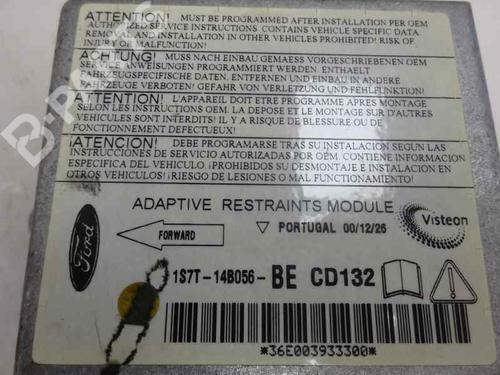 ATTENTION! MUST BE PROGRAMMED AFTER INSTALLATION PER OEM
AUTHORIZED SERVICE INSTRUCTIONS. CONTAINS VEHICLE SPECIFIC DATA
REMOVAL AND INSTALLATION IN OTHER VEHICLES PROHIBITED! RISK OF
INJURY OF MALFUNCTION!
ACHTUNG! MUSS NACH EINBAU GEMAESS VORGESCHRIEBENEN OEM
SERVICE ANWEISUNGEN PROGRAMMIERT WERDEN. ENTHAELT
FAHRZEUGSPEZIFISCHE DATEN, ENTFERNEN UND EINBAU IN ANDERE
FAHRZEUGE VERBOTEN! GEFAHR VON VERLETZUNG UND FEHLFUNKTION!
ATTENTION! L'APPAREIL DOIT ETRE PROGRAMME APRES MONTAGE
SELON LES INSTRUCTIONS OEM. LA DEPOSE ET LE MONTAGE SUR D'AUTRES
VEHICULES SONT INTERDITS! IL Y A RISQUE DE BLESSURE OU DE
FONCTIONNEMENT DEFECTUEUX!
¡ATENCION! DEBE PROGRAMARSE TRAS SU INSTALACION SEGUN LAS
INSTRUCCIONES DE SERVICIO AUTORIZADAS POR OEM. CONTIENE INFORMACION
ESPECIFICA DEL VEHICULO. ¡PROHIBIDO SU DESMONTAJE E INSTALACION EN
OTROS VEHICULOS! ¡RIESGO DE LESIONES O MAL FUNCIONAMIENTO!
ADAPTIVE RESTRAINTS MODULE
Ford
FORWARD
PORTUGAL 00/12/26
Visteon
1S7T-14B056-BE CD132
*36E003933300*